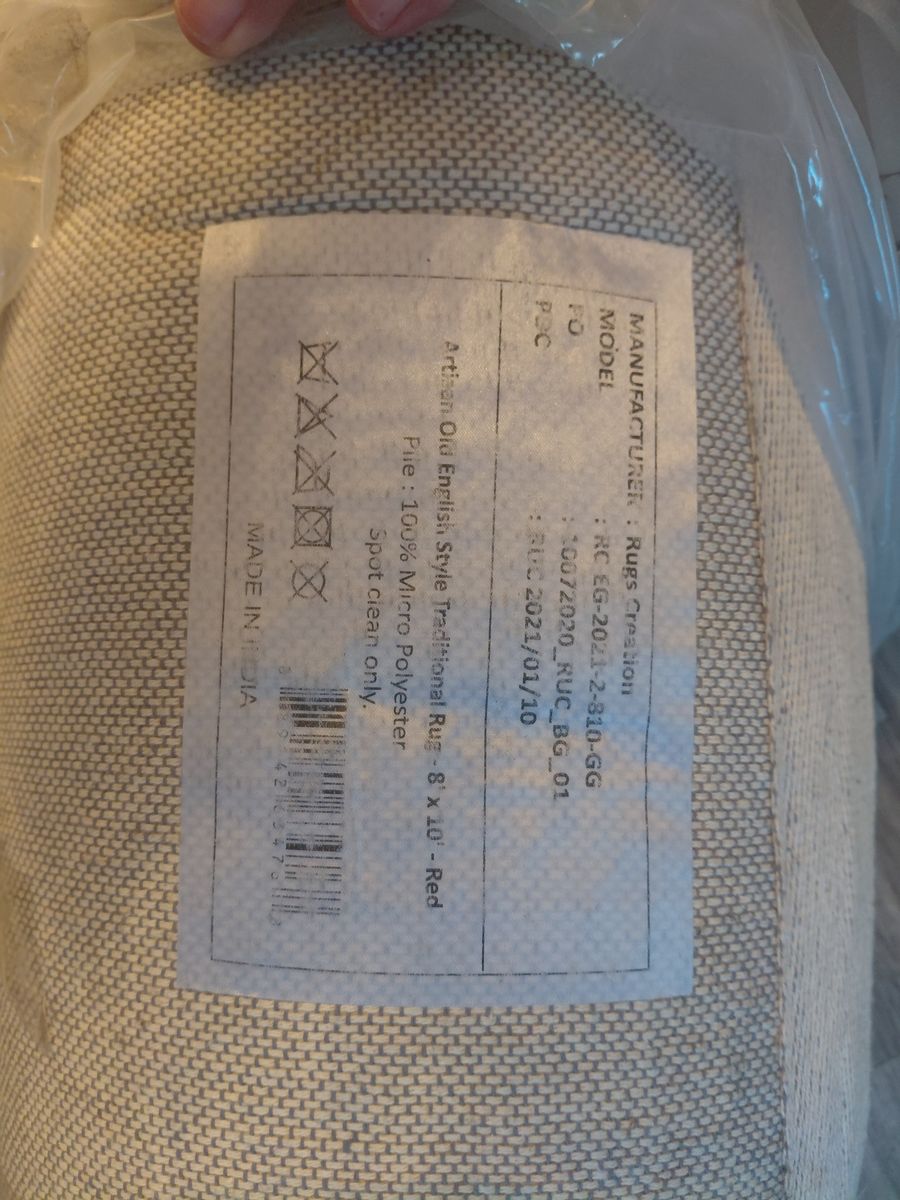 MANUFACTURER : Rugs Creation
MODEL : RC EG-2021-2-810-GG
PO : 10072020_RUC_BG_01
: RUC 2021/01/10
Artisan Old English Style Traditional Rug - 8' x 10' - Red
Pile : 100% Micro Polyester
Spot clean only.
MADE IN INDIA